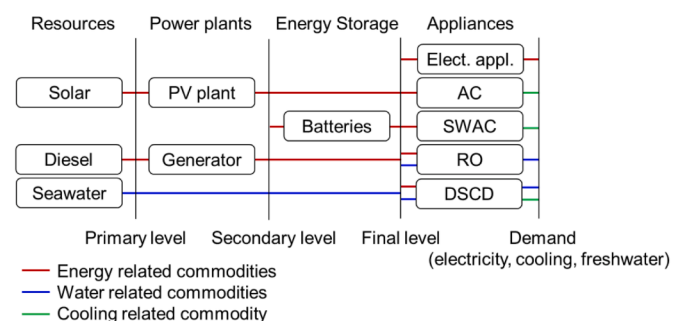 Resources Power plants Energy Storage Appliances
Elect. appl.
Solar PV plant AC
Batteries SWAC
Diesel Generator RO
Seawater DSCD
Primary level Secondary level Final level Demand
(electricity, cooling, freshwater)
Energy related commodities
Water related commodities
Cooling related commodity